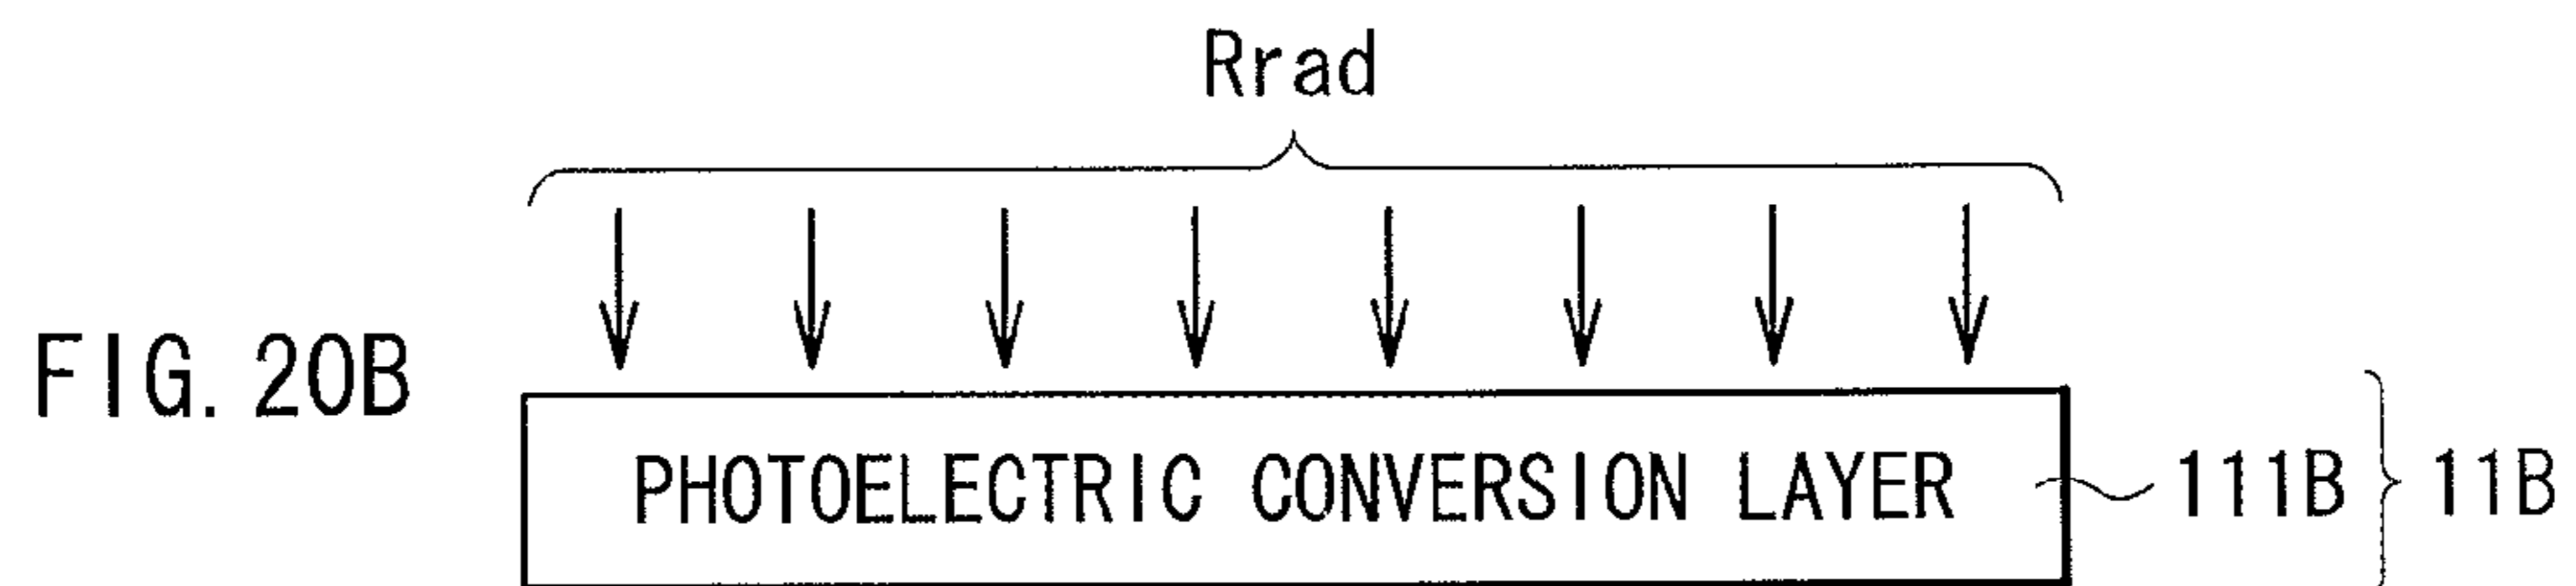 Rrad
FIG. 20B
PHOTOELECTRIC CONVERSION LAYER
111B
11B